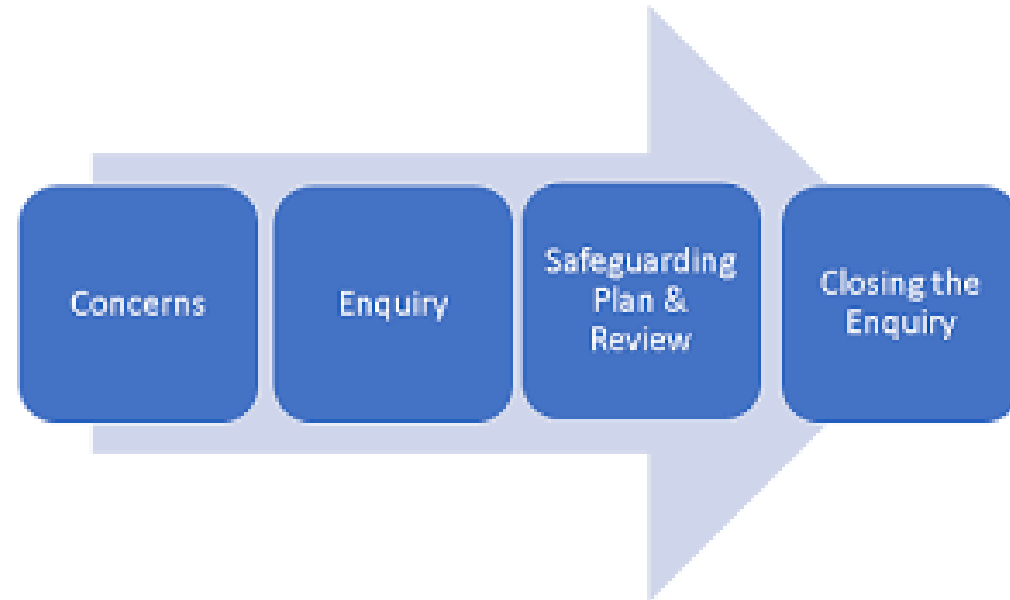 Concerns
Enquiry
Safeguarding
Plan &
Review
Closing the
Enquiry